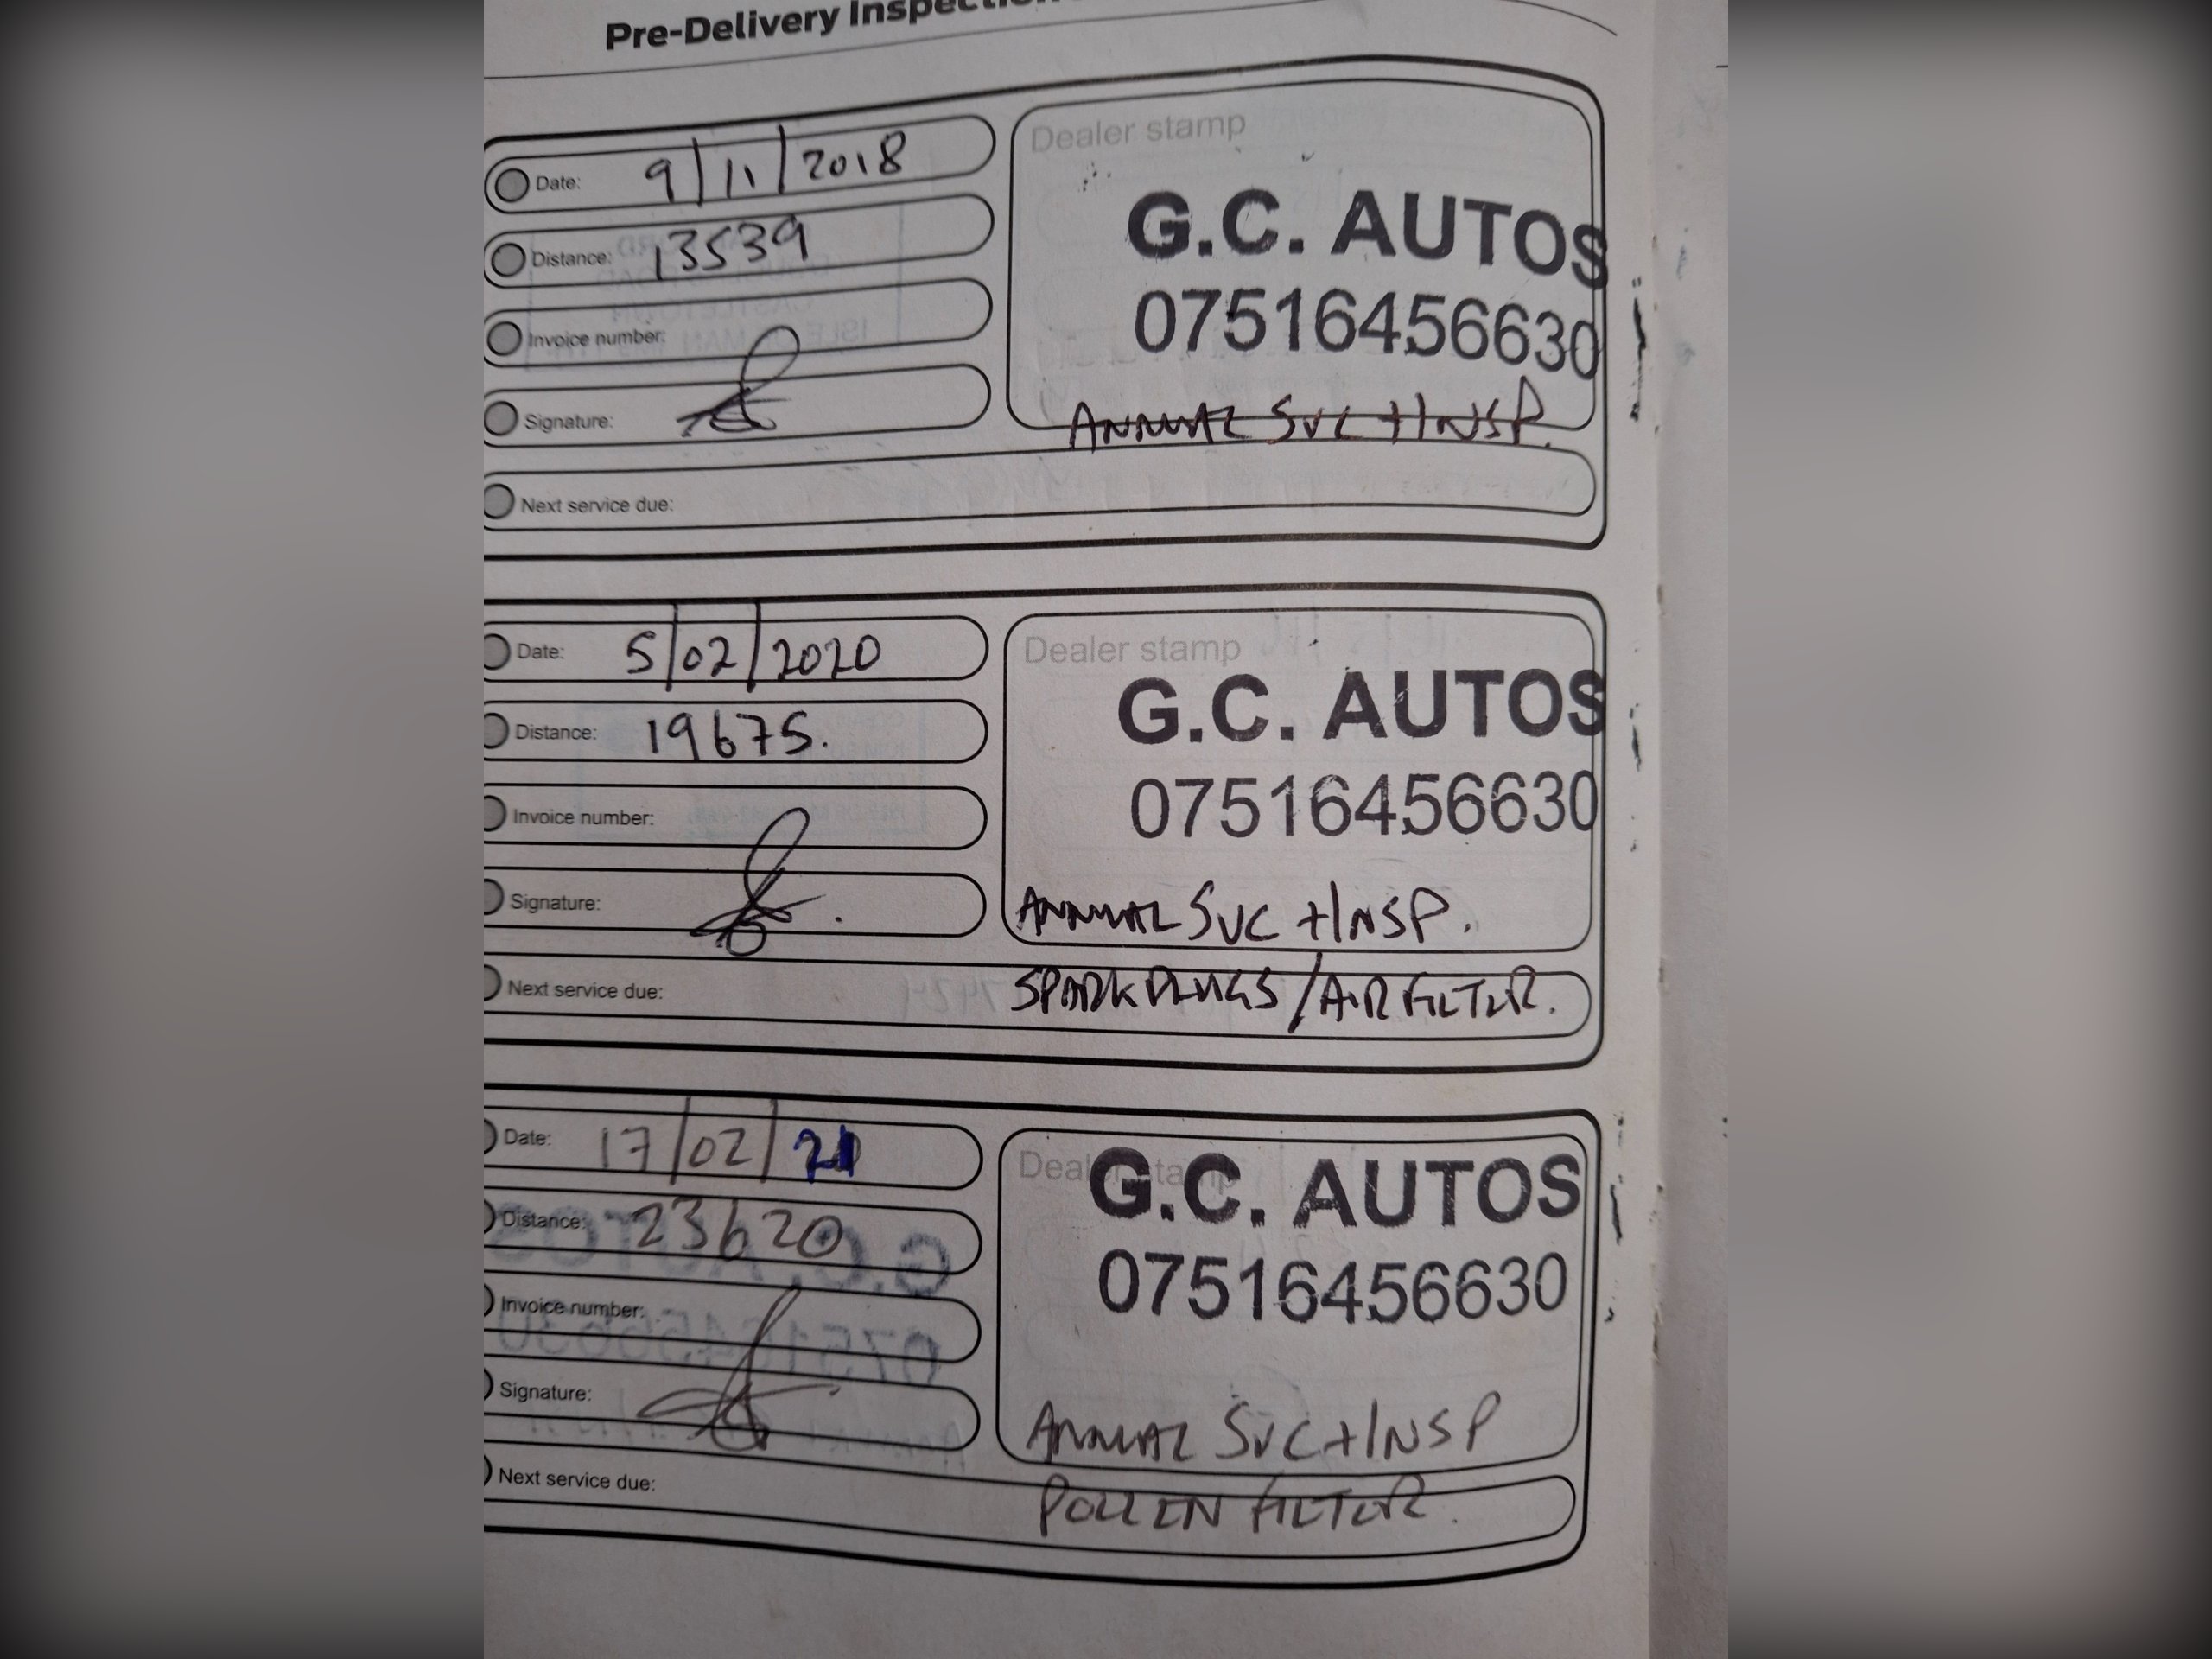 Pre-Delivery Inspection
Date: 9/11/2018
Distance: 13539
Invoice number:
Signature:
Next service due:
Dealer stamp
G.C. AUTOS
07516456630
ANNUAL SVC + INSP.
Date: 5/02/2020
Distance: 19675.
Invoice number:
Signature:
Next service due:
Dealer stamp
G.C. AUTOS
07516456630
ANNUAL SVC + INSP.
SPARK PLUGS / AIR FILTER.
Date: 17/02/21
Distance: 23620
Invoice number:
Signature:
Next service due:
Dealer stamp
G.C. AUTOS
07516456630
ANNUAL SVC + INSP
POLLEN FILTER.